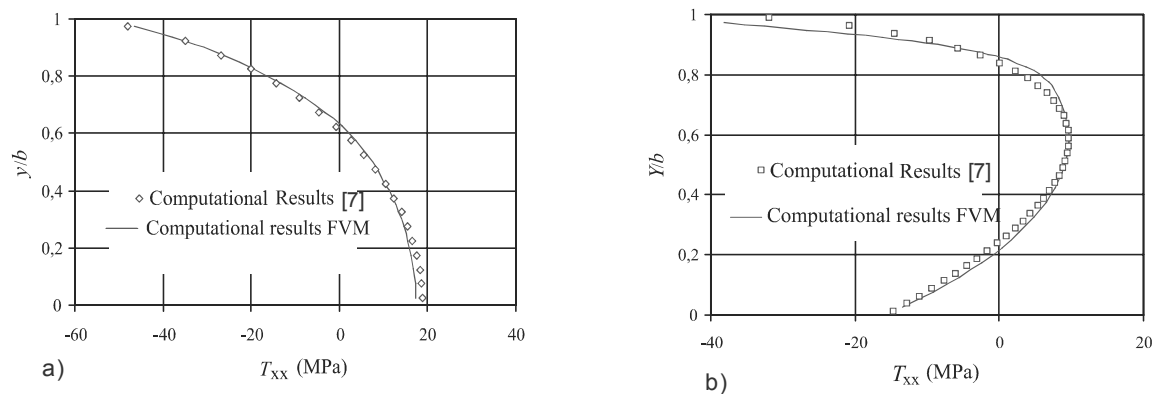 1
0,8
0,6
0,4
0,2
0
y/b
◇ Computational Results [7]
Computational results FVM
-60 -40 -20 0 20 40
T_xx (MPa)
a)
1
0,8
0,6
0,4
0,2
0
Y/b
□ Computational Results [7]
Computational results FVM
-40 -20 0 20
T_xx (MPa)
b)